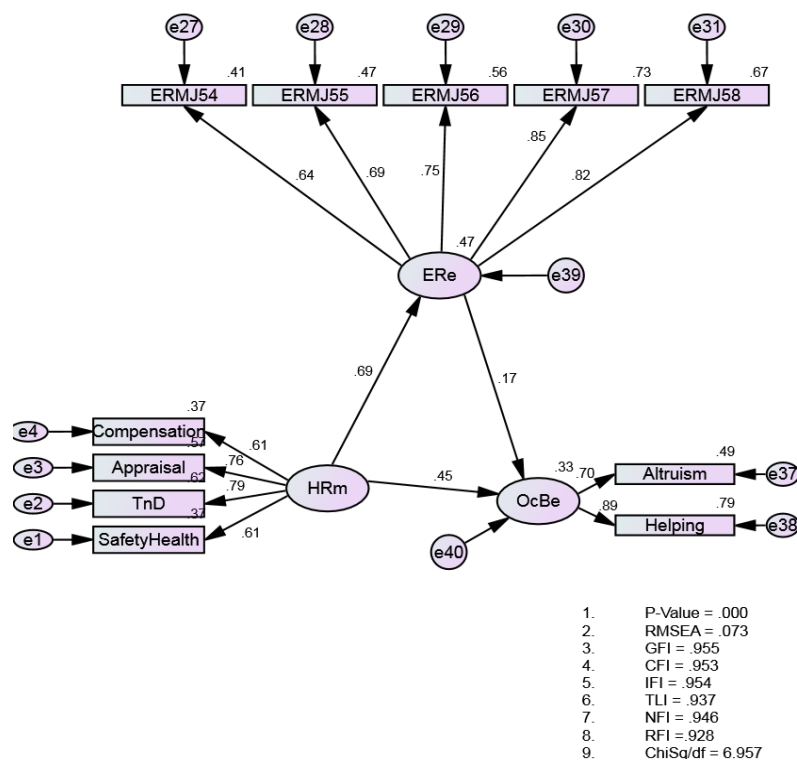 e27 e28 e29 e30 e31
.41 .47 .56 .73 .67
ERMJ54 ERMJ55 ERMJ56 ERMJ57 ERMJ58
.64 .69 .75 .85 .82
.47
ERe e39
.69 .17
.37
e4 Compensation .61
.57
e3 Appraisal .76
.62
e2 TnD .79
.37
e1 SafetyHealth .61
HRm .45
.33
OcBe
e40
.70 .49
Altruism e37
.89 .79
Helping e38
1. P-Value = .000
2. RMSEA = .073
3. GFI = .955
4. CFI = .953
5. IFI = .954
6. TLI = .937
7. NFI = .946
8. RFI =.928
9. ChiSq/df = 6.957